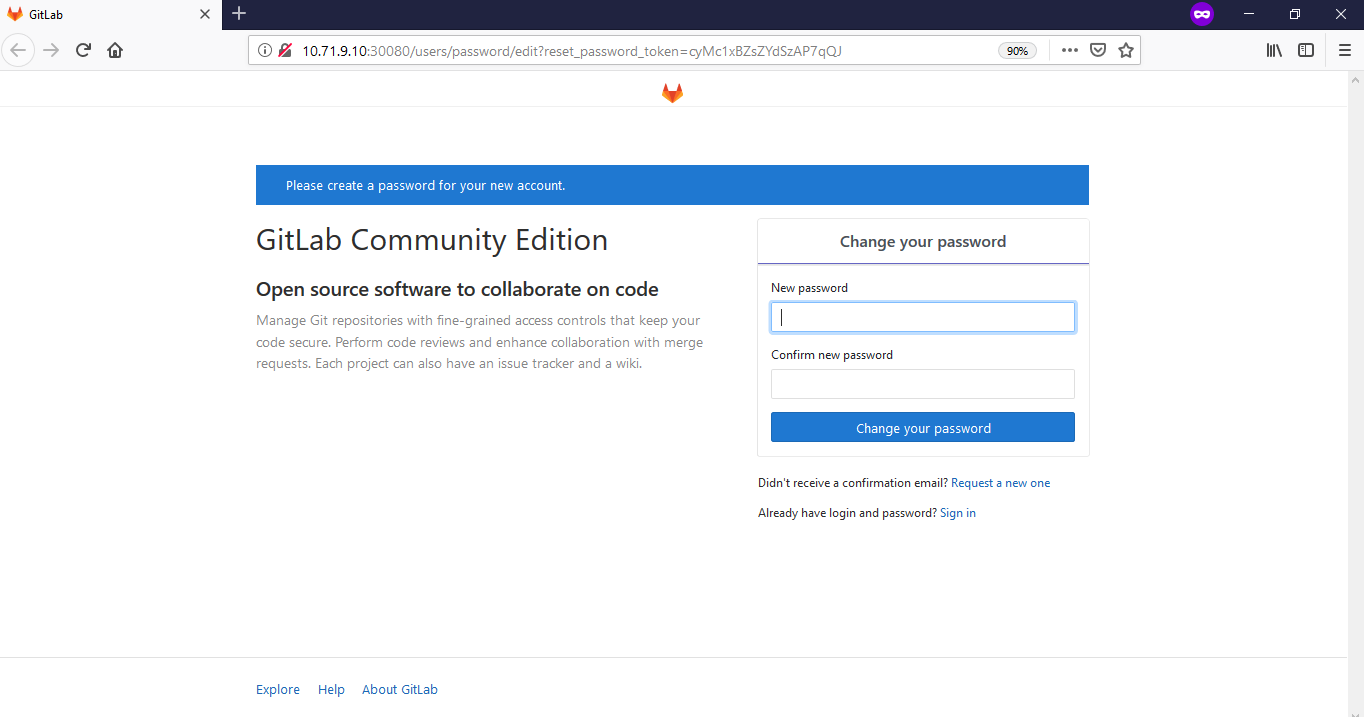 GitLab
10.71.9.10:30080/users/password/edit?reset_password_token=cyMc1xBZsZYdSzAP7qQJ
90%
Please create a password for your new account.
GitLab Community Edition
Open source software to collaborate on code
Manage Git repositories with fine-grained access controls that keep your
code secure. Perform code reviews and enhance collaboration with merge
requests. Each project can also have an issue tracker and a wiki.
Change your password
New password
Confirm new password
Change your password
Didn't receive a confirmation email? Request a new one
Already have login and password? Sign in
Explore Help About GitLab